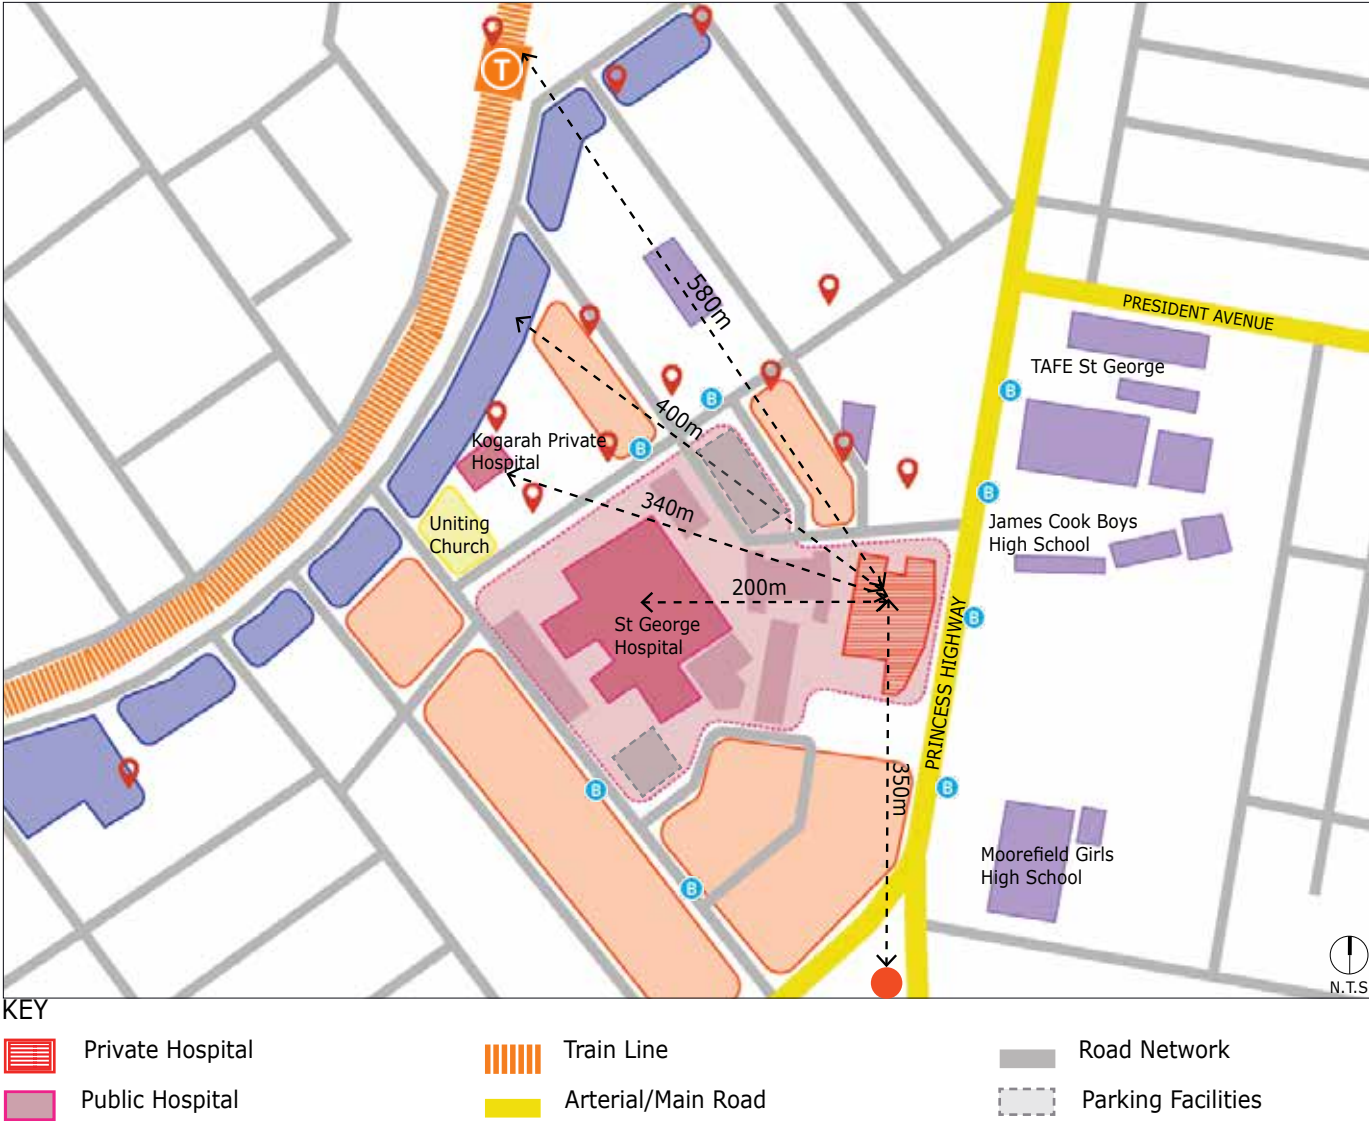 T
580m
PRESIDENT AVENUE
TAFE St George
B
B
400m
Kogarah Private
Hospital
B
B
340m
Uniting
Church
James Cook Boys
High School
200m
St George
Hospital
B
PRINCESS HIGHWAY
350m
B
B
Moorefield Girls
High School
B
N.T.S
KEY
Private Hospital
Train Line
Road Network
Public Hospital
Arterial/Main Road
Parking Facilities